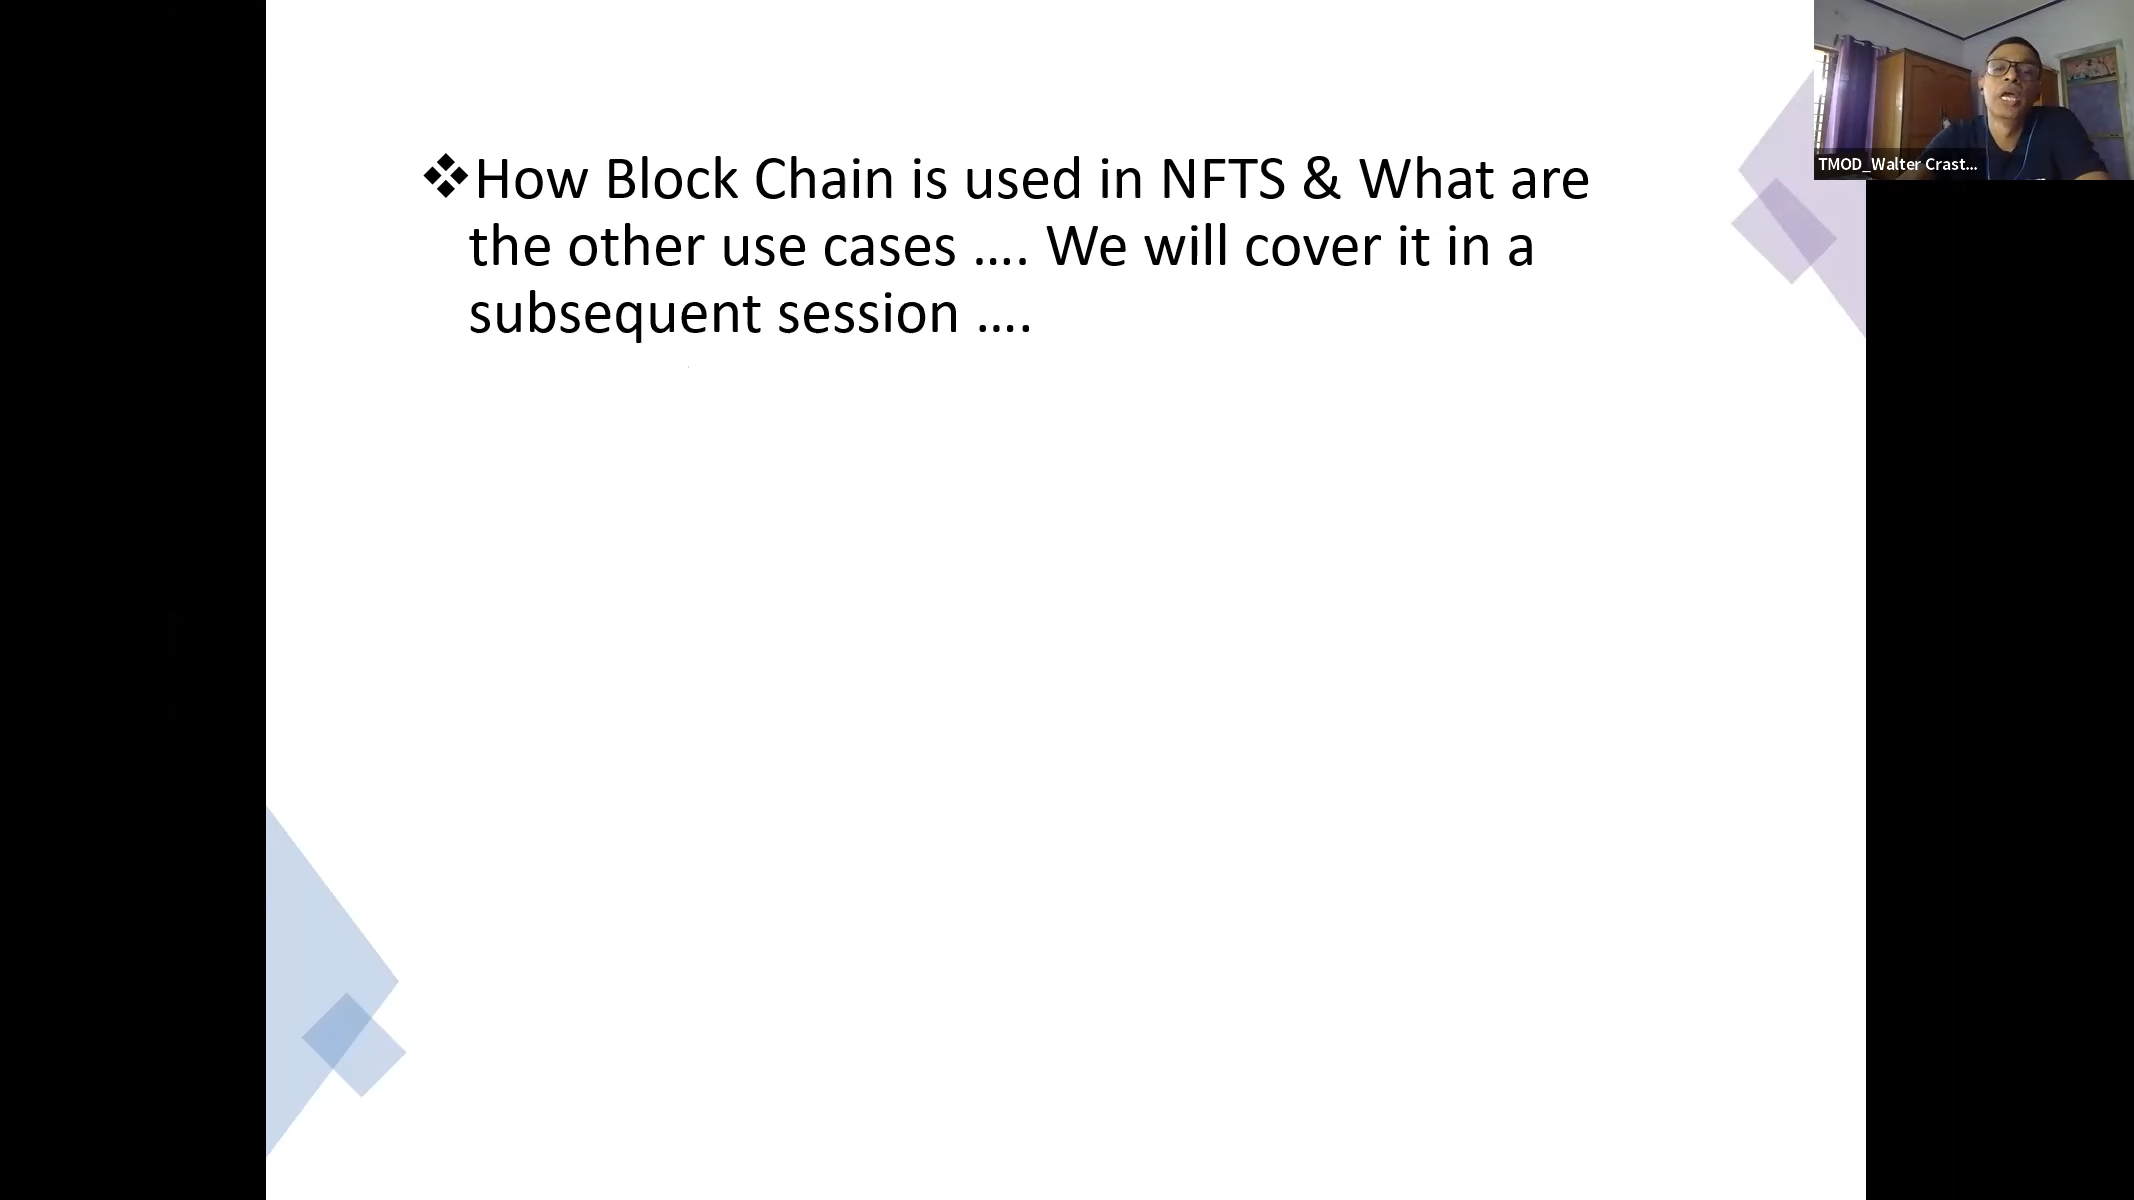 ❖How Block Chain is used in NFTS & What are
the other use cases .... We will cover it in a
subsequent session ....
TMOD_Walter Crast...